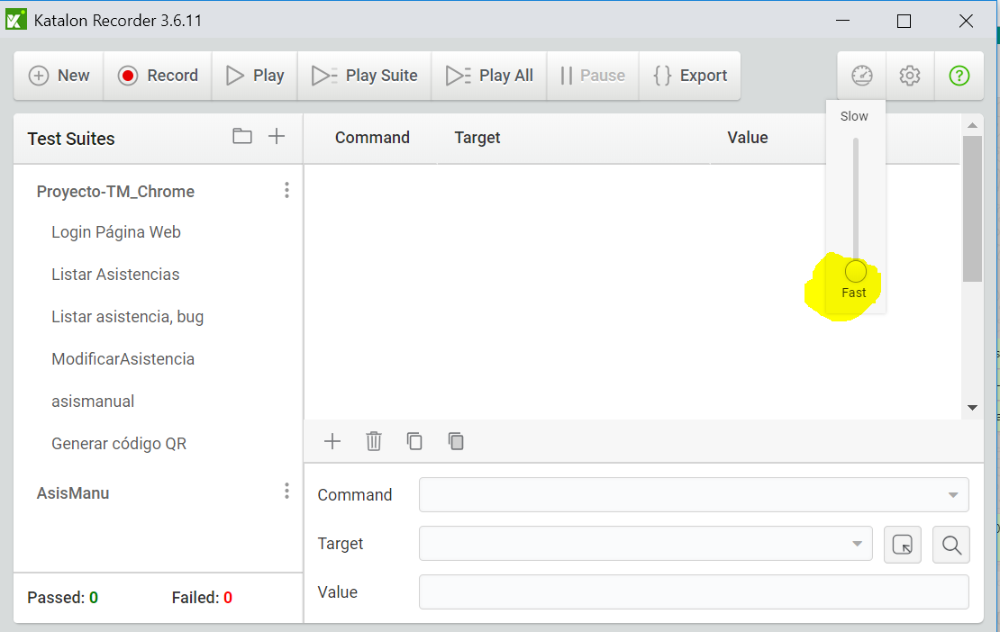 Katalon Recorder 3.6.11
New Record Play Play Suite Play All Pause { } Export ?
Slow
Fast
Test Suites
Command Target Value
Proyecto-TM_Chrome
Login Página Web
Listar Asistencias
Listar asistencia, bug
ModificarAsistencia
asismanual
Generar código QR
AsisManu
Passed: 0 Failed: 0
Command
Target
Value